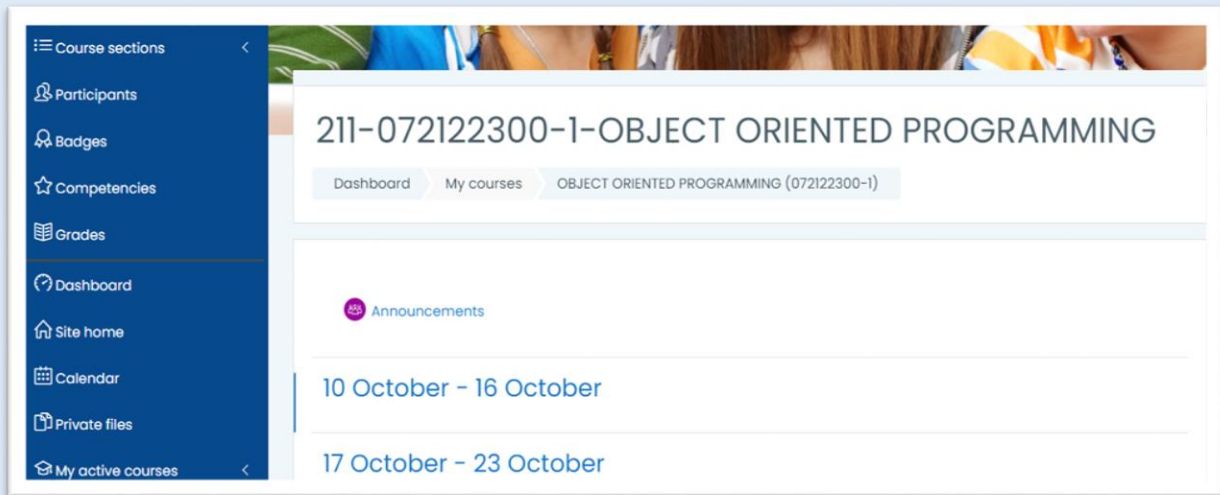 Course sections
Participants
Badges
Competencies
Grades
Dashboard
Site home
Calendar
Private files
My active courses
211-072122300-1-OBJECT ORIENTED PROGRAMMING
Dashboard My courses OBJECT ORIENTED PROGRAMMING (072122300-1)
Announcements
10 October - 16 October
17 October - 23 October